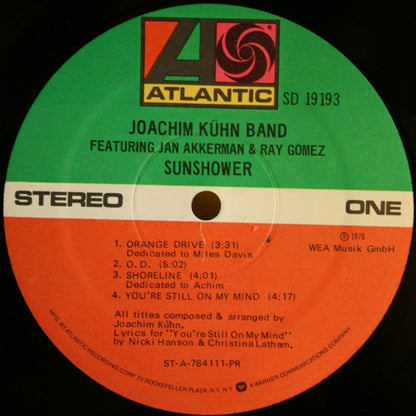 ATLANTIC SD 19193
JOACHIM KÜHN BAND
FEATURING JAN AKKERMAN & RAY GOMEZ
SUNSHOWER
STEREO ONE
℗ 1978
WEA Musik GmbH
1. ORANGE DRIVE (3:31)
Dedicated to Miles Davis
2. O.D. (5:02)
3. SHORELINE (4:01)
Dedicated to Achim
4. YOU'RE STILL ON MY MIND (4:17)
All titles composed & arranged by
Joachim Kühn.
Lyrics for "You're Still On My Mind"
by Nicki Hanson & Christina Latham.
ST-A-784111-PR
MFG. BY ATLANTIC RECORDING CORP., 75 ROCKEFELLER PLAZA, N.Y., N.Y. W A WARNER COMMUNICATIONS COMPANY